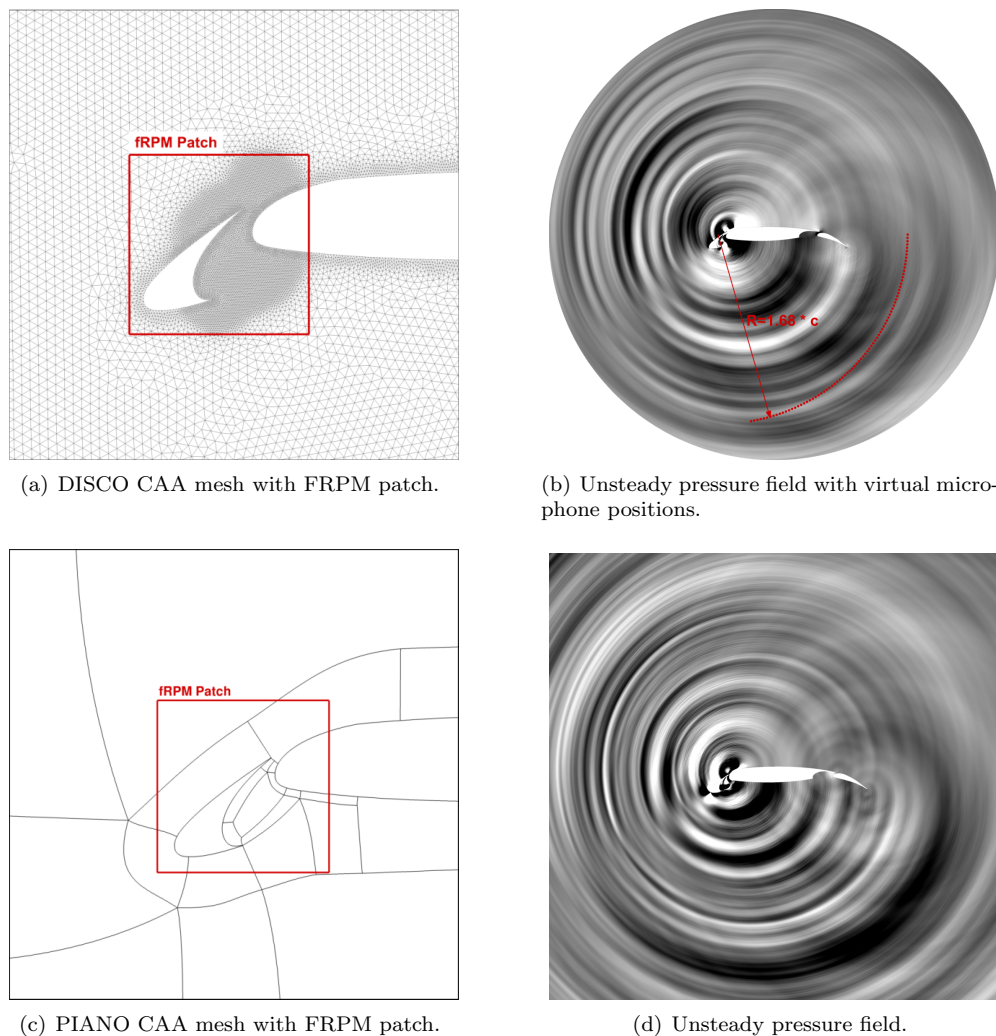 fRPM Patch
R=1.68 * c
(a) DISCO CAA mesh with FRPM patch.
(b) Unsteady pressure field with virtual micro-
phone positions.
fRPM Patch
(c) PIANO CAA mesh with FRPM patch.
(d) Unsteady pressure field.